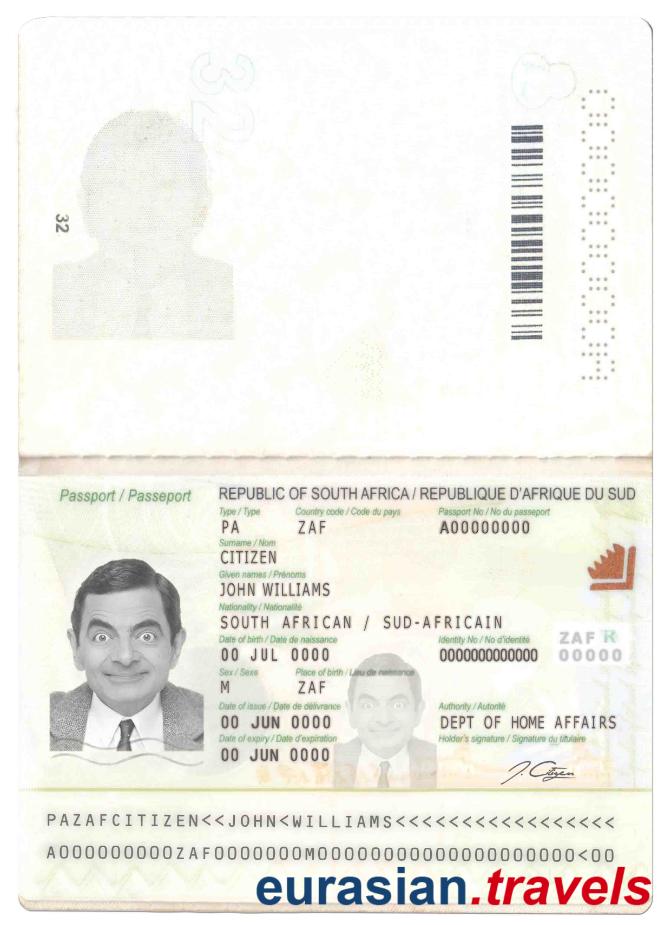 32
32
Passport / Passeport
REPUBLIC OF SOUTH AFRICA / REPUBLIQUE D'AFRIQUE DU SUD
Type / Type Country code / Code du pays Passport No / No du passeport
PA ZAF A00000000
Surname / Nom
CITIZEN
Given names / Prénoms
JOHN WILLIAMS
Nationality / Nationalité
SOUTH AFRICAN / SUD-AFRICAIN
Date of birth / Date de naissance Identity No / No d'identité
00 JUL 0000 0000000000000
ZAF R
00000
Sex / Sexe Place of birth / Lieu de naissance
M ZAF
Date of issue / Date de délivrance Authority / Autorité
00 JUN 0000 DEPT OF HOME AFFAIRS
Date of expiry / Date d'expiration Holder's signature / Signature du titulaire
00 JUN 0000 J. Citizen
PAZAFCITIZEN<<JOHN<WILLIAMS<<<<<<<<<<<<<<<<<
A000000000ZAF0000000M0000000000000000000000<00
eurasian.travels